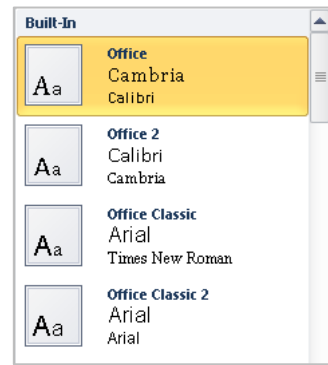 Built-In
Aa
Office
Cambria
Calibri
Aa
Office 2
Calibri
Cambria
Aa
Office Classic
Arial
Times New Roman
Aa
Office Classic 2
Arial
Arial